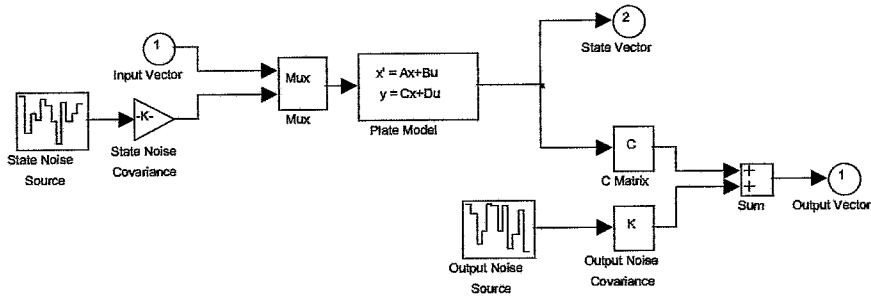 1
Input Vector
-K-
State Noise
Source
State Noise
Covariance
Mux
Mux
x' = Ax+Bu
y = Cx+Du
Plate Model
2
State Vector
C
C Matrix
Output Noise
Source
K
Output Noise
Covariance
+
+
Sum
1
Output Vector